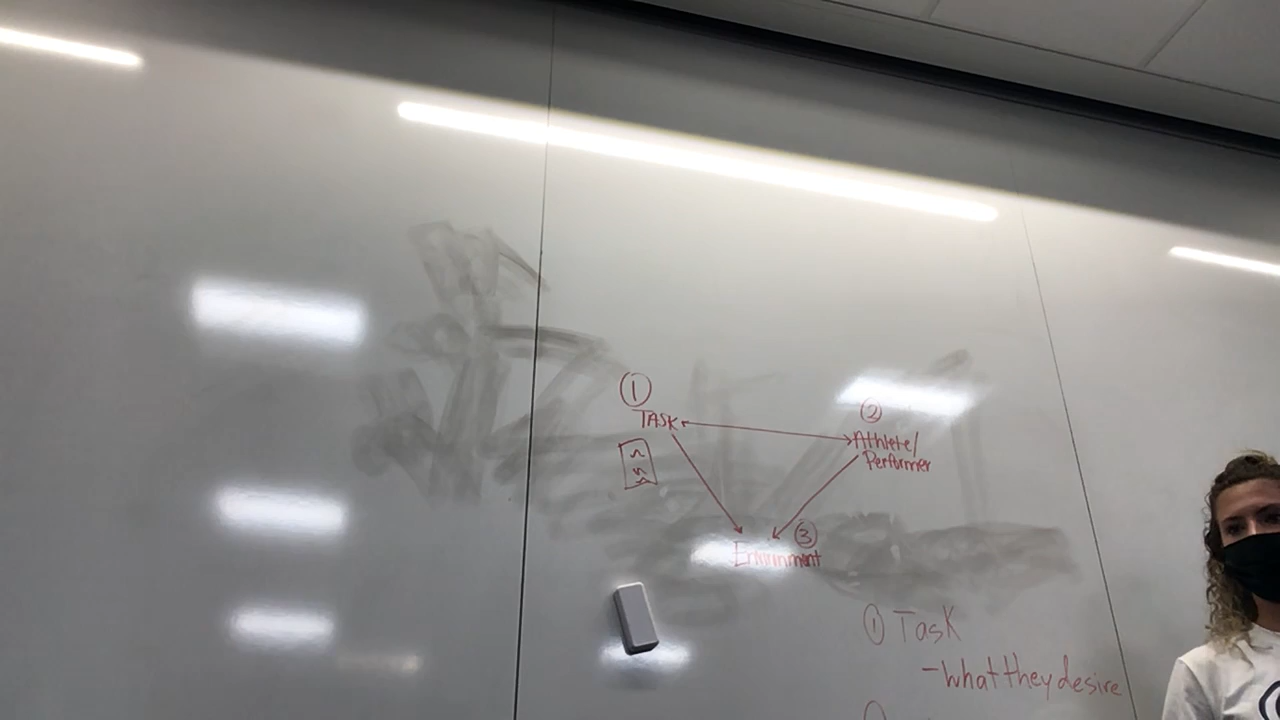 ①
TASK
②
Athlete/
Performer
③
Environment
① Task
-what they desire